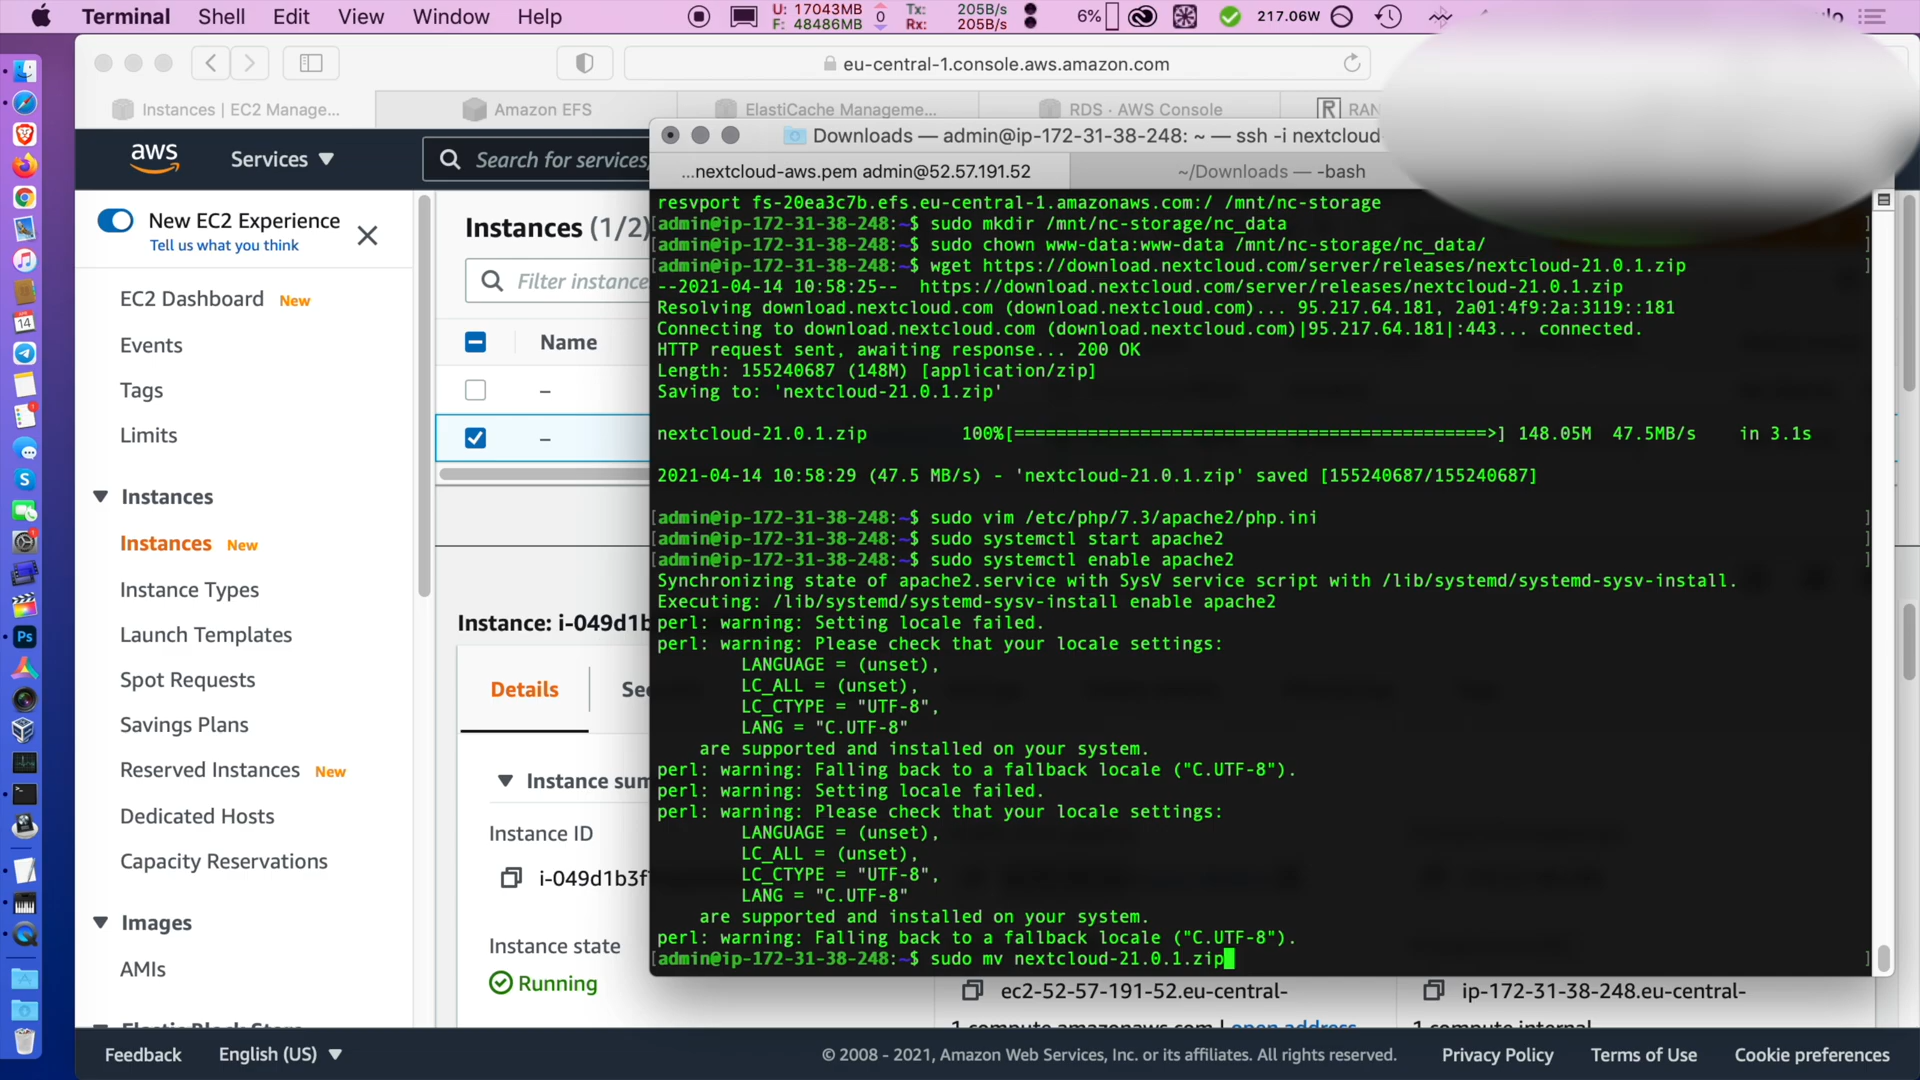 Terminal Shell Edit View Window Help
U: 17043MB
F: 48486MB
0
Tx: 205B/s
Rx: 205B/s
6%
217.06W
eu-central-1.console.aws.amazon.com
Instances | EC2 Manage...
Amazon EFS
ElastiCache Manageme...
RDS · AWS Console
RAN
Downloads — admin@ip-172-31-38-248: ~ — ssh -i nextcloud
...nextcloud-aws.pem admin@52.57.191.52
~/Downloads — -bash
aws
Services
Search for services,
New EC2 Experience
Tell us what you think
EC2 Dashboard New
Events
Tags
Limits
Instances
Instances New
Instance Types
Launch Templates
Spot Requests
Savings Plans
Reserved Instances New
Dedicated Hosts
Capacity Reservations
Images
AMIs
Elastic Block Store
Instances (1/2)
Filter instance
Name
–
–
Instance: i-049d1b
Details
Se
Instance sum
Instance ID
i-049d1b3f
Instance state
Running
resvport fs-20ea3c7b.efs.eu-central-1.amazonaws.com:/ /mnt/nc-storage
[admin@ip-172-31-38-248:~$ sudo mkdir /mnt/nc-storage/nc_data ]
[admin@ip-172-31-38-248:~$ sudo chown www-data:www-data /mnt/nc-storage/nc_data/ ]
[admin@ip-172-31-38-248:~$ wget https://download.nextcloud.com/server/releases/nextcloud-21.0.1.zip ]
--2021-04-14 10:58:25-- https://download.nextcloud.com/server/releases/nextcloud-21.0.1.zip
Resolving download.nextcloud.com (download.nextcloud.com)... 95.217.64.181, 2a01:4f9:2a:3119::181
Connecting to download.nextcloud.com (download.nextcloud.com)|95.217.64.181|:443... connected.
HTTP request sent, awaiting response... 200 OK
Length: 155240687 (148M) [application/zip]
Saving to: 'nextcloud-21.0.1.zip'
nextcloud-21.0.1.zip 100%[=============================================>] 148.05M 47.5MB/s in 3.1s
2021-04-14 10:58:29 (47.5 MB/s) - 'nextcloud-21.0.1.zip' saved [155240687/155240687]
[admin@ip-172-31-38-248:~$ sudo vim /etc/php/7.3/apache2/php.ini ]
[admin@ip-172-31-38-248:~$ sudo systemctl start apache2 ]
[admin@ip-172-31-38-248:~$ sudo systemctl enable apache2 ]
Synchronizing state of apache2.service with SysV service script with /lib/systemd/systemd-sysv-install.
Executing: /lib/systemd/systemd-sysv-install enable apache2
perl: warning: Setting locale failed.
perl: warning: Please check that your locale settings:
LANGUAGE = (unset),
LC_ALL = (unset),
LC_CTYPE = "UTF-8",
LANG = "C.UTF-8"
are supported and installed on your system.
perl: warning: Falling back to a fallback locale ("C.UTF-8").
perl: warning: Setting locale failed.
perl: warning: Please check that your locale settings:
LANGUAGE = (unset),
LC_ALL = (unset),
LC_CTYPE = "UTF-8",
LANG = "C.UTF-8"
are supported and installed on your system.
perl: warning: Falling back to a fallback locale ("C.UTF-8").
[admin@ip-172-31-38-248:~$ sudo mv nextcloud-21.0.1.zip ]
ec2-52-57-191-52.eu-central-
1.compute.amazonaws.com | open address
ip-172-31-38-248.eu-central-
1.compute.internal
Feedback English (US)
© 2008 - 2021, Amazon Web Services, Inc. or its affiliates. All rights reserved. Privacy Policy Terms of Use Cookie preferences